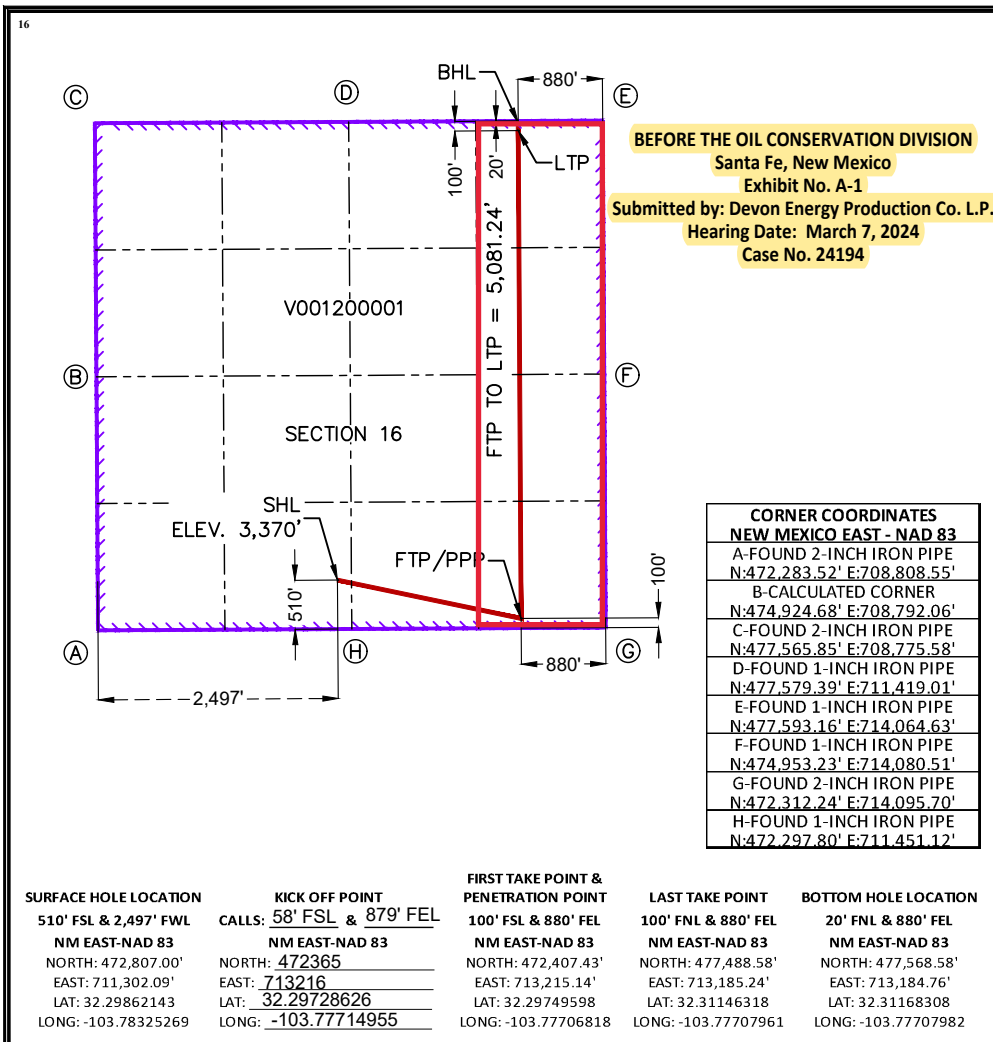 16
BHL
880'
C
D
E
100'
20'
LTP
BEFORE THE OIL CONSERVATION DIVISION
Santa Fe, New Mexico
Exhibit No. A-1
Submitted by: Devon Energy Production Co. L.P.
Hearing Date: March 7, 2024
Case No. 24194
FTP TO LTP = 5,081.24'
V001200001
B
F
SECTION 16
SHL
ELEV. 3,370'
FTP/PPP
510'
100'
A
H
G
880'
2,497'
CORNER COORDINATES
NEW MEXICO EAST - NAD 83
A-FOUND 2-INCH IRON PIPE
N:472,283.52' E:708,808.55'
B-CALCULATED CORNER
N:474,924.68' E:708,792.06'
C-FOUND 2-INCH IRON PIPE
N:477,565.85' E:708,775.58'
D-FOUND 1-INCH IRON PIPE
N:477,579.39' E:711,419.01'
E-FOUND 1-INCH IRON PIPE
N:477,593.16' E:714,064.63'
F-FOUND 1-INCH IRON PIPE
N:474,953.23' E:714,080.51'
G-FOUND 2-INCH IRON PIPE
N:472,312.24' E:714,095.70'
H-FOUND 1-INCH IRON PIPE
N:472,297.80' E:711,451.12'
SURFACE HOLE LOCATION
510' FSL & 2,497' FWL
NM EAST-NAD 83
NORTH: 472,807.00'
EAST: 711,302.09'
LAT: 32.29862143
LONG: -103.78325269
KICK OFF POINT
CALLS: 58' FSL & 879' FEL
NM EAST-NAD 83
NORTH: 472365
EAST: 713216
LAT: 32.29728626
LONG: -103.77714955
FIRST TAKE POINT &
PENETRATION POINT
100' FSL & 880' FEL
NM EAST-NAD 83
NORTH: 472,407.43'
EAST: 713,215.14'
LAT: 32.29749598
LONG: -103.77706818
LAST TAKE POINT
100' FNL & 880' FEL
NM EAST-NAD 83
NORTH: 477,488.58'
EAST: 713,185.24'
LAT: 32.31146318
LONG: -103.77707961
BOTTOM HOLE LOCATION
20' FNL & 880' FEL
NM EAST-NAD 83
NORTH: 477,568.58'
EAST: 713,184.76'
LAT: 32.31168308
LONG: -103.77707982